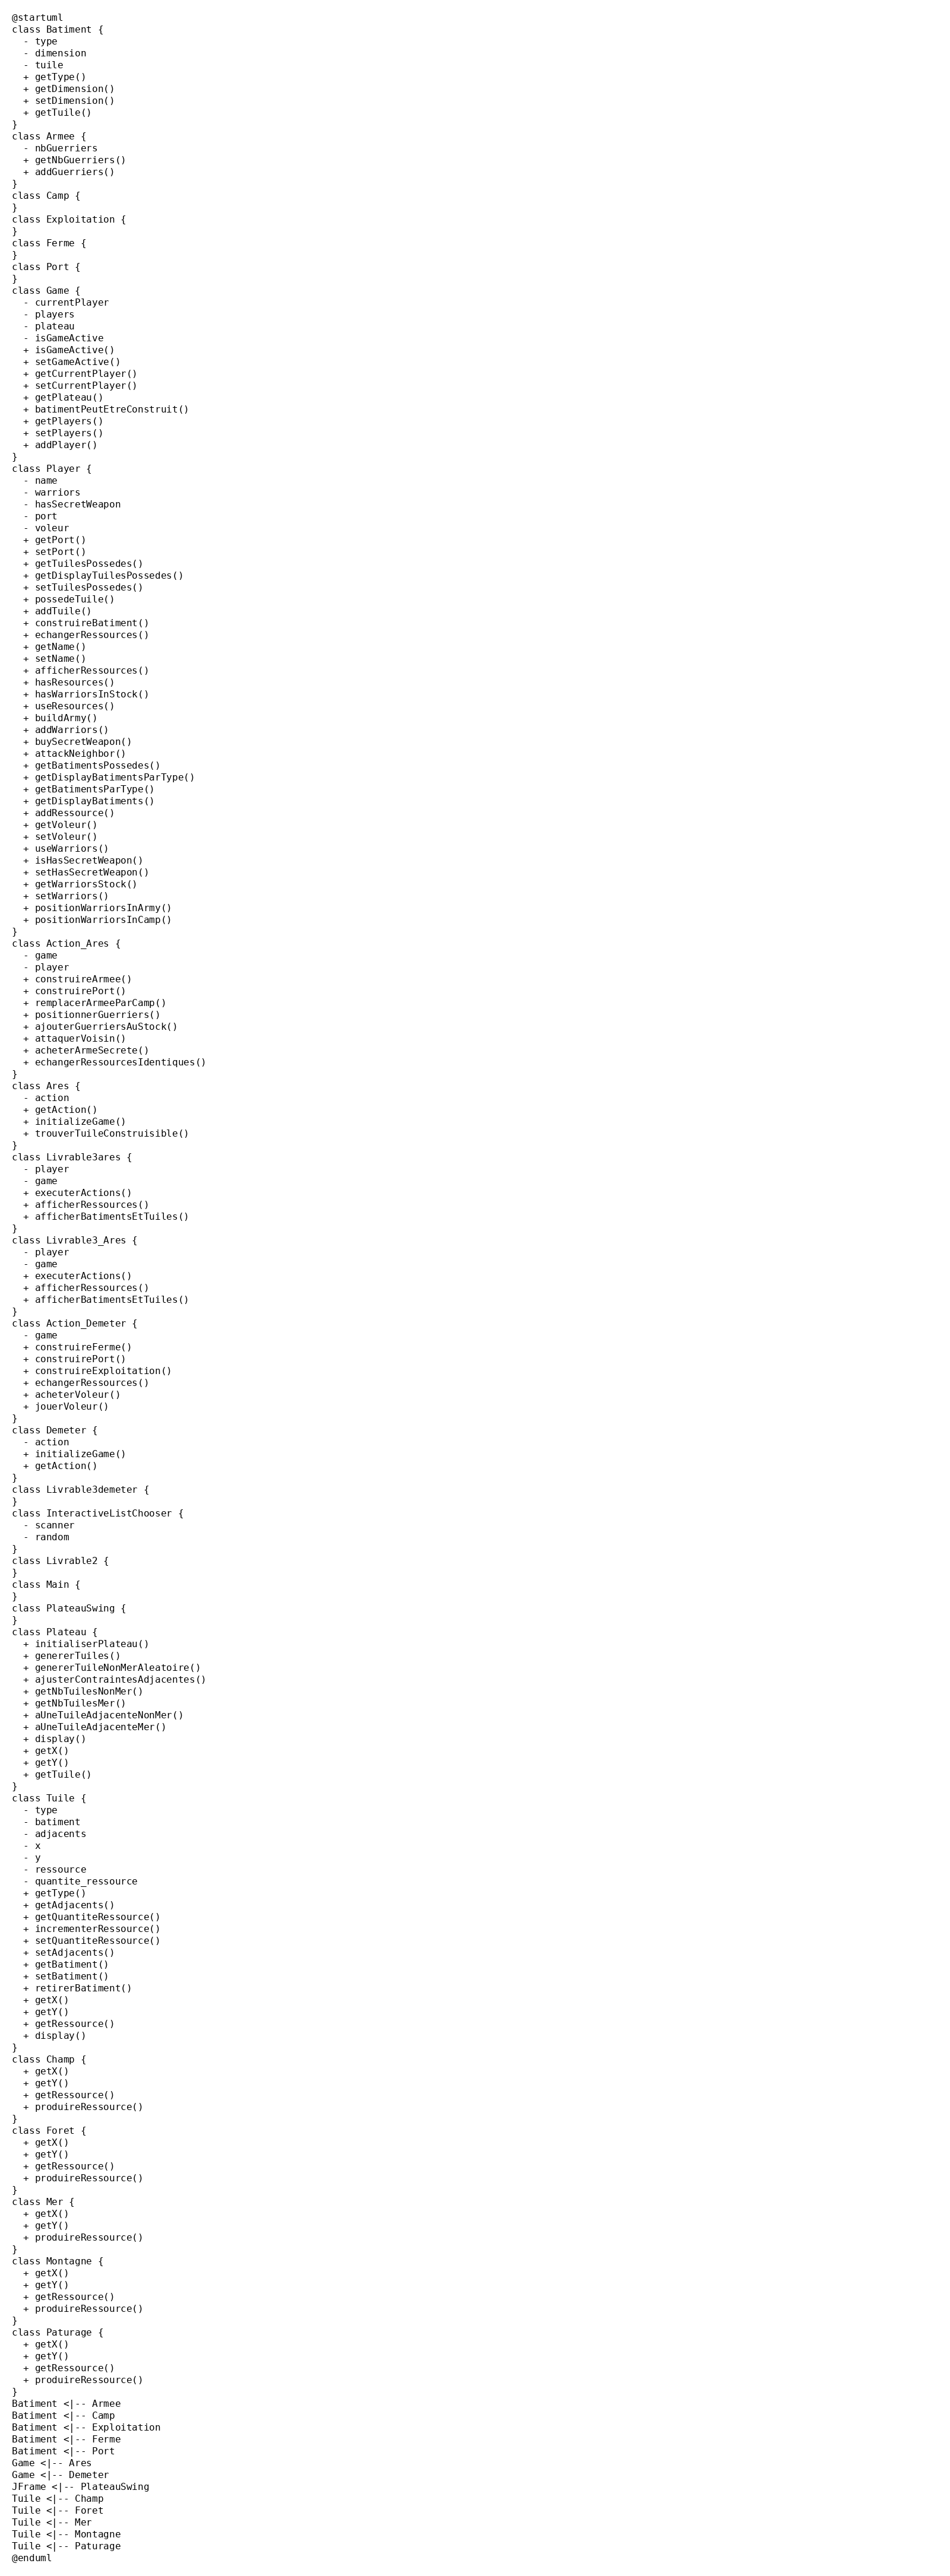 @startuml
class Batiment {
  - type
  - dimension
  - tuile
  + getType()
  + getDimension()
  + setDimension()
  + getTuile()
}
class Armee {
  - nbGuerriers
  + getNbGuerriers()
  + addGuerriers()
}
class Camp {
}
class Exploitation {
}
class Ferme {
}
class Port {
}
class Game {
  - currentPlayer
  - players
  - plateau
  - isGameActive
  + isGameActive()
  + setGameActive()
  + getCurrentPlayer()
  + setCurrentPlayer()
  + getPlateau()
  + batimentPeutEtreConstruit()
  + getPlayers()
  + setPlayers()
  + addPlayer()
}
class Player {
  - name
  - warriors
  - hasSecretWeapon
  - port
  - voleur
  + getPort()
  + setPort()
  + getTuilesPossedes()
  + getDisplayTuilesPossedes()
  + setTuilesPossedes()
  + possedeTuile()
  + addTuile()
  + construireBatiment()
  + echangerRessources()
  + getName()
  + setName()
  + afficherRessources()
  + hasResources()
  + hasWarriorsInStock()
  + useResources()
  + buildArmy()
  + addWarriors()
  + buySecretWeapon()
  + attackNeighbor()
  + getBatimentsPossedes()
  + getDisplayBatimentsParType()
  + getBatimentsParType()
  + getDisplayBatiments()
  + addRessource()
  + getVoleur()
  + setVoleur()
  + useWarriors()
  + isHasSecretWeapon()
  + setHasSecretWeapon()
  + getWarriorsStock()
  + setWarriors()
  + positionWarriorsInArmy()
  + positionWarriorsInCamp()
}
class Action_Ares {
  - game
  - player
  + construireArmee()
  + construirePort()
  + remplacerArmeeParCamp()
  + positionnerGuerriers()
  + ajouterGuerriersAuStock()
  + attaquerVoisin()
  + acheterArmeSecrete()
  + echangerRessourcesIdentiques()
}
class Ares {
  - action
  + getAction()
  + initializeGame()
  + trouverTuileConstruisible()
}
class Livrable3ares {
  - player
  - game
  + executerActions()
  + afficherRessources()
  + afficherBatimentsEtTuiles()
}
class Livrable3_Ares {
  - player
  - game
  + executerActions()
  + afficherRessources()
  + afficherBatimentsEtTuiles()
}
class Action_Demeter {
  - game
  + construireFerme()
  + construirePort()
  + construireExploitation()
  + echangerRessources()
  + acheterVoleur()
  + jouerVoleur()
}
class Demeter {
  - action
  + initializeGame()
  + getAction()
}
class Livrable3demeter {
}
class InteractiveListChooser {
  - scanner
  - random
}
class Livrable2 {
}
class Main {
}
class PlateauSwing {
}
class Plateau {
  + initialiserPlateau()
  + genererTuiles()
  + genererTuileNonMerAleatoire()
  + ajusterContraintesAdjacentes()
  + getNbTuilesNonMer()
  + getNbTuilesMer()
  + aUneTuileAdjacenteNonMer()
  + aUneTuileAdjacenteMer()
  + display()
  + getX()
  + getY()
  + getTuile()
}
class Tuile {
  - type
  - batiment
  - adjacents
  - x
  - y
  - ressource
  - quantite_ressource
  + getType()
  + getAdjacents()
  + getQuantiteRessource()
  + incrementerRessource()
  + setQuantiteRessource()
  + setAdjacents()
  + getBatiment()
  + setBatiment()
  + retirerBatiment()
  + getX()
  + getY()
  + getRessource()
  + display()
}
class Champ {
  + getX()
  + getY()
  + getRessource()
  + produireRessource()
}
class Foret {
  + getX()
  + getY()
  + getRessource()
  + produireRessource()
}
class Mer {
  + getX()
  + getY()
  + produireRessource()
}
class Montagne {
  + getX()
  + getY()
  + getRessource()
  + produireRessource()
}
class Paturage {
  + getX()
  + getY()
  + getRessource()
  + produireRessource()
}
Batiment <|-- Armee
Batiment <|-- Camp
Batiment <|-- Exploitation
Batiment <|-- Ferme
Batiment <|-- Port
Game <|-- Ares
Game <|-- Demeter
JFrame <|-- PlateauSwing
Tuile <|-- Champ
Tuile <|-- Foret
Tuile <|-- Mer
Tuile <|-- Montagne
Tuile <|-- Paturage
@enduml